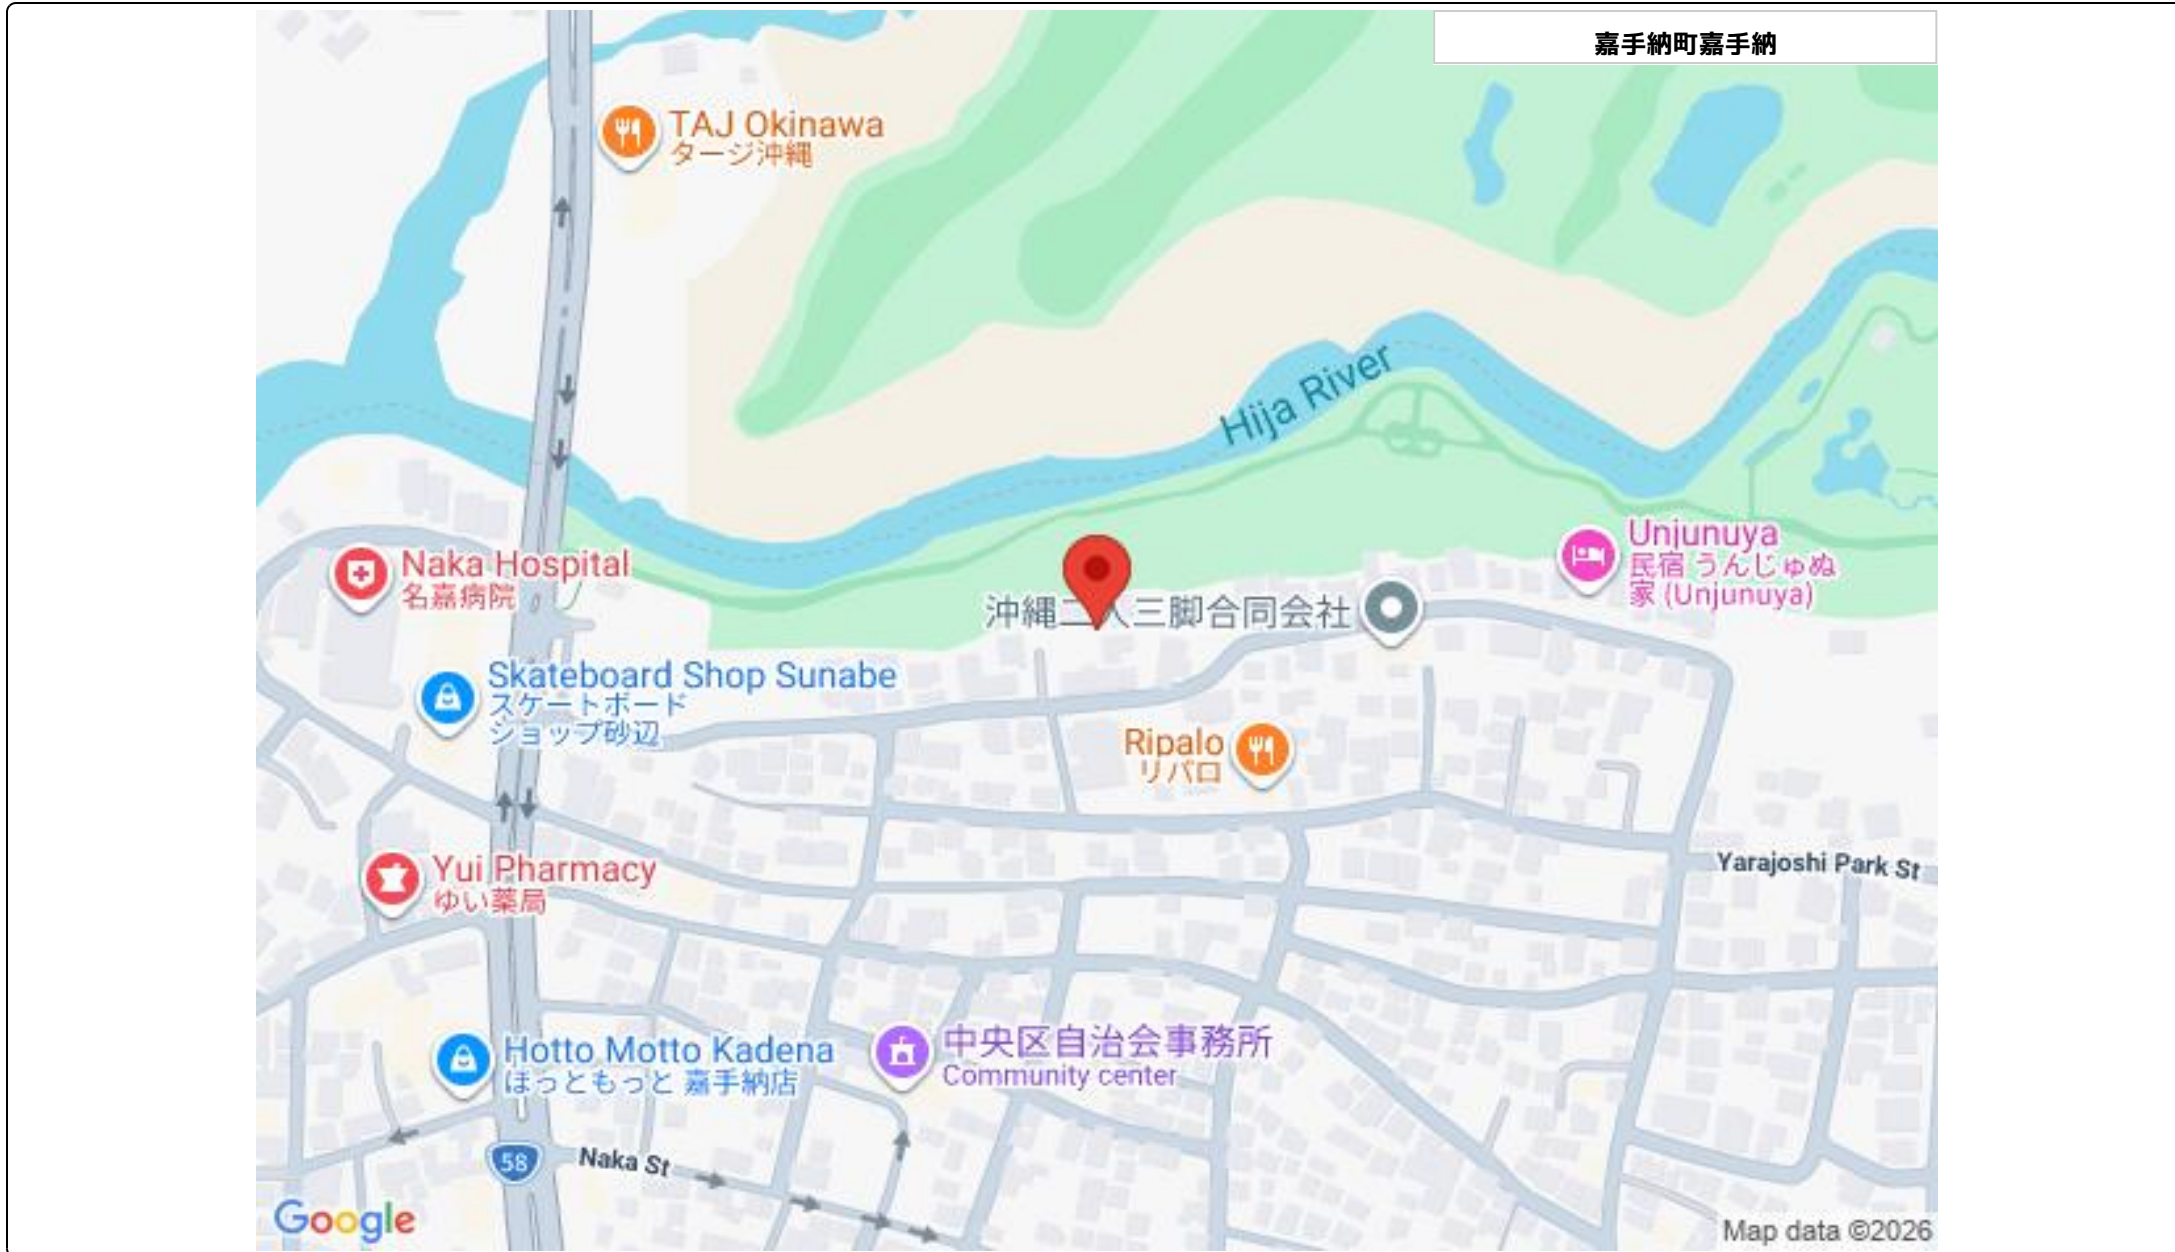 嘉手納町嘉手納
TAJ Okinawa
タージ沖縄
Hija River
Unjunuya
民宿 うんじゅぬ
家 (Unjunuya)
Naka Hospital
名嘉病院
沖縄二人三脚合同会社
Skateboard Shop Sunabe
スケートボード
ショップ砂辺
Ripalo
リパロ
Yui Pharmacy
ゆい薬局
Yarajoshi Park St
Hotto Motto Kadena
ほっともっと 嘉手納店
中央区自治会事務所
Community center
58
Naka St
Google
Map data ©2026